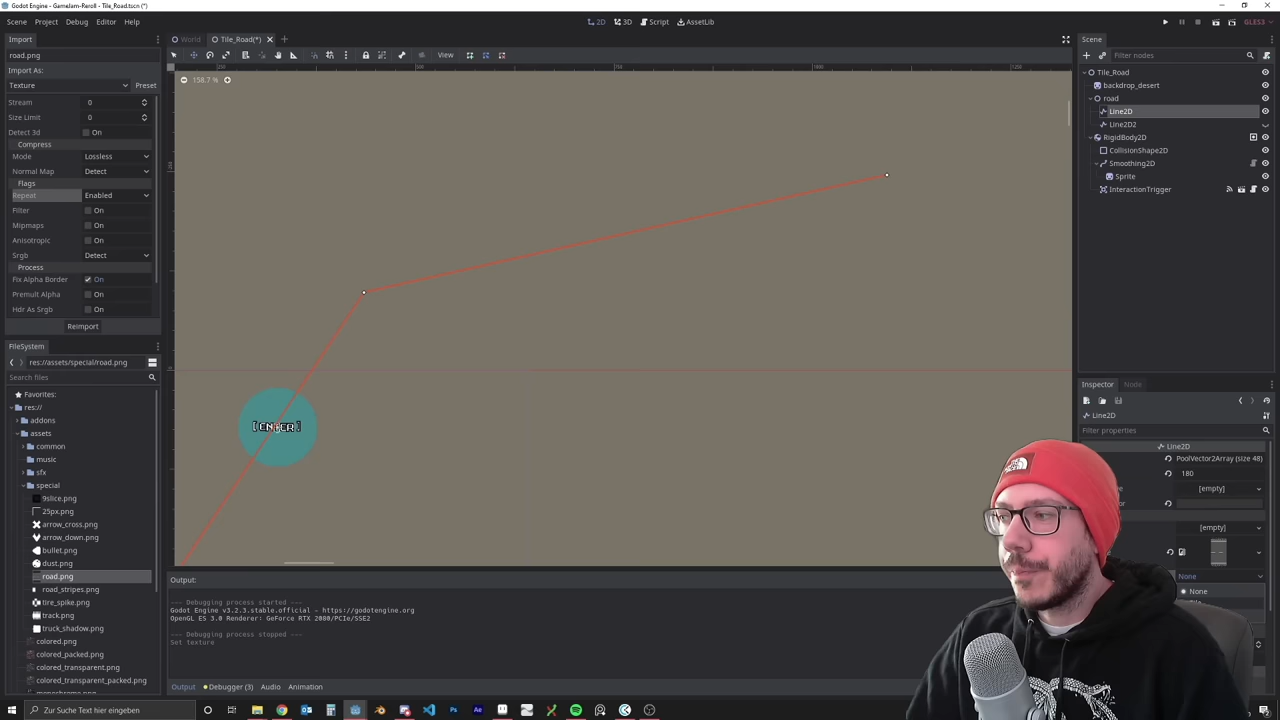 Godot Engine - GameJam-Reroll - Tile_Road.tscn (*)
Scene Project Debug Editor Help
2D 3D Script AssetLib
GLES3
Import
road.png
Import As:
Texture Preset
Stream 0
Size Limit 0
Detect 3d On
Compress
Mode Lossless
Normal Map Detect
Flags
Repeat Enabled
Filter On
Mipmaps On
Anisotropic On
Srgb Detect
Process
Fix Alpha Border On
Premult Alpha On
Hdr As Srgb On
Reimport
FileSystem
res://assets/special/road.png
Search files
Favorites:
res://
addons
assets
common
music
sfx
special
9slice.png
25px.png
arrow_cross.png
arrow_down.png
bullet.png
dust.png
road.png
road_stripes.png
tire_spike.png
track.png
truck_shadow.png
colored.png
colored_packed.png
colored_transparent.png
colored_transparent_packed.png
World Tile_Road(*)
View
158.7 %
500 750 1000 1250
[ENTER]
Output:
--- Debugging process started ---
Godot Engine v3.2.3.stable.official - https://godotengine.org
OpenGL ES 3.0 Renderer: GeForce RTX 2080/PCIe/SSE2
--- Debugging process stopped ---
Set texture
Output Debugger (3) Audio Animation
Scene
Filter nodes
Tile_Road
backdrop_desert
road
Line2D
Line2D2
RigidBody2D
CollisionShape2D
Smoothing2D
Sprite
InteractionTrigger
Inspector Node
Line2D
Filter properties
Line2D
PoolVector2Array (size 48)
180
[empty]
[empty]
None
None
Zur Suche Text hier eingeben